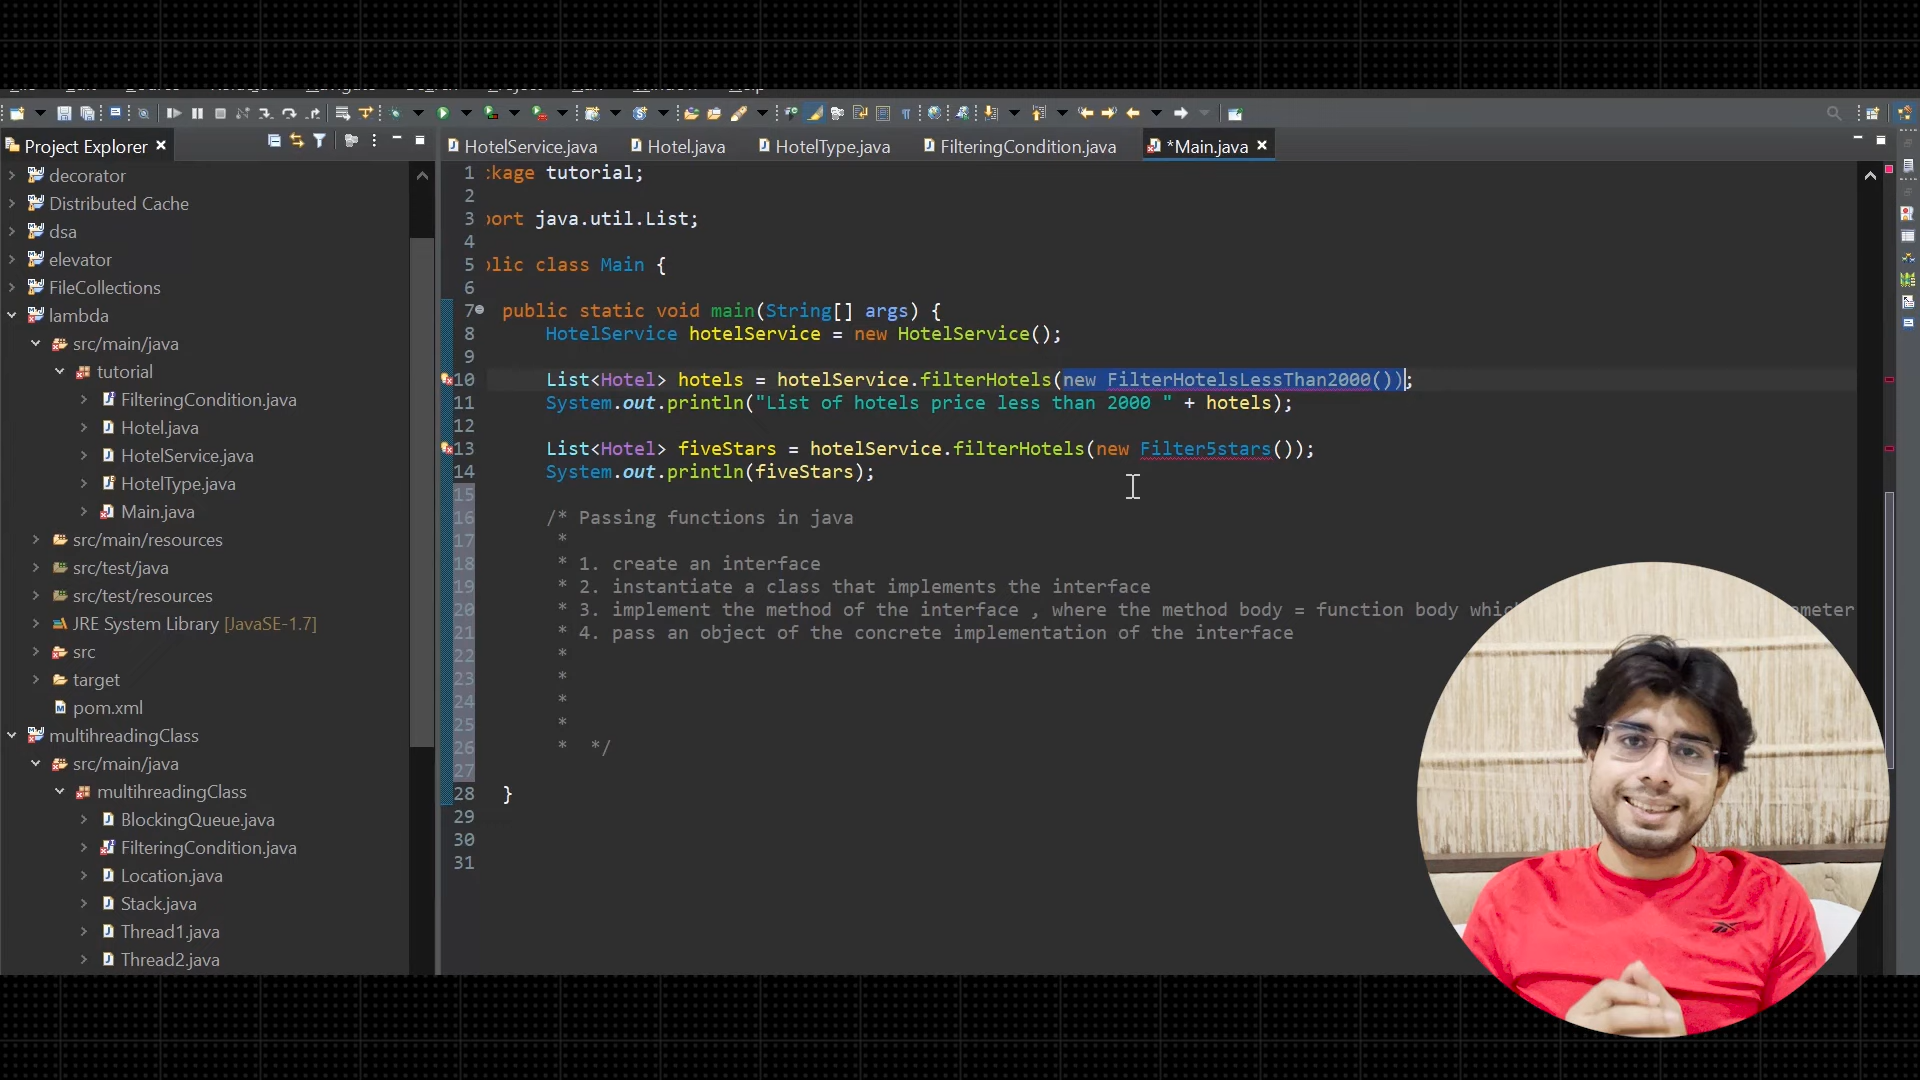 Project Explorer
HotelService.java
Hotel.java
HotelType.java
FilteringCondition.java
*Main.java
decorator
Distributed Cache
dsa
elevator
FileCollections
lambda
src/main/java
tutorial
FilteringCondition.java
Hotel.java
HotelService.java
HotelType.java
Main.java
src/main/resources
src/test/java
src/test/resources
JRE System Library [JavaSE-1.7]
src
target
pom.xml
multihreadingClass
src/main/java
multihreadingClass
BlockingQueue.java
FilteringCondition.java
Location.java
Stack.java
Thread1.java
Thread2.java
1 kage tutorial;
2
3 ort java.util.List;
4
5 lic class Main {
6
7 public static void main(String[] args) {
8 HotelService hotelService = new HotelService();
9
10 List<Hotel> hotels = hotelService.filterHotels(new FilterHotelsLessThan2000());
11 System.out.println("List of hotels price less than 2000 " + hotels);
12
13 List<Hotel> fiveStars = hotelService.filterHotels(new Filter5stars());
14 System.out.println(fiveStars);
15
16 /* Passing functions in java
17 *
18 * 1. create an interface
19 * 2. instantiate a class that implements the interface
20 * 3. implement the method of the interface , where the method body = function body ameter
21 * 4. pass an object of the concrete implementation of the interface
22 *
23 *
24 *
25 *
26 * */
27
28 }
29
30
31